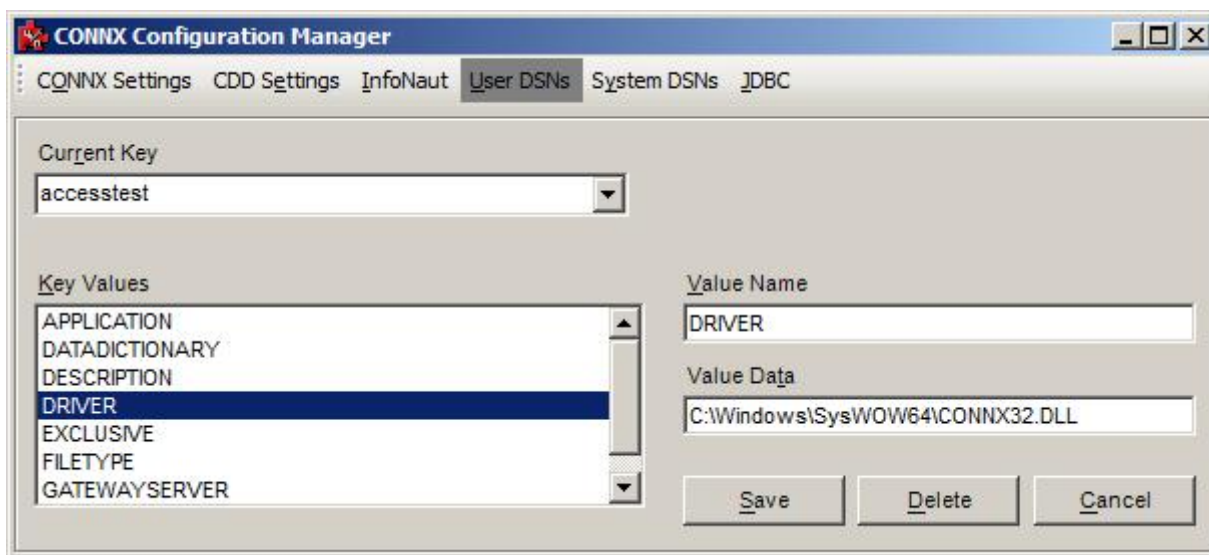 CONNX Configuration Manager
CONNX Settings CDD Settings InfoNaut User DSNs System DSNs JDBC
Current Key
accesstest
Key Values
APPLICATION
DATADICTIONARY
DESCRIPTION
DRIVER
EXCLUSIVE
FILETYPE
GATEWAYSERVER
Value Name
DRIVER
Value Data
C:\Windows\SysWOW64\CONNX32.DLL
Save Delete Cancel